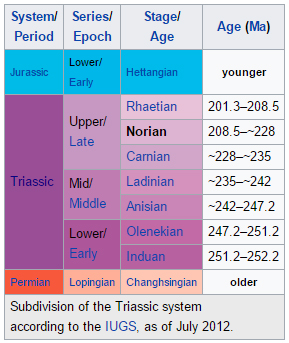 System/ Series/ Stage/ Age (Ma)
Period Epoch Age
Jurassic Lower/ Hettangian younger
Early
Triassic Upper/ Rhaetian 201.3–208.5
Late Norian 208.5–~228
Carnian ~228–~235
Mid/ Ladinian ~235–~242
Middle Anisian ~242–247.2
Lower/ Olenekian 247.2–251.2
Early Induan 251.2–252.2
Permian Lopingian Changhsingian older
Subdivision of the Triassic system
according to the IUGS, as of July 2012.